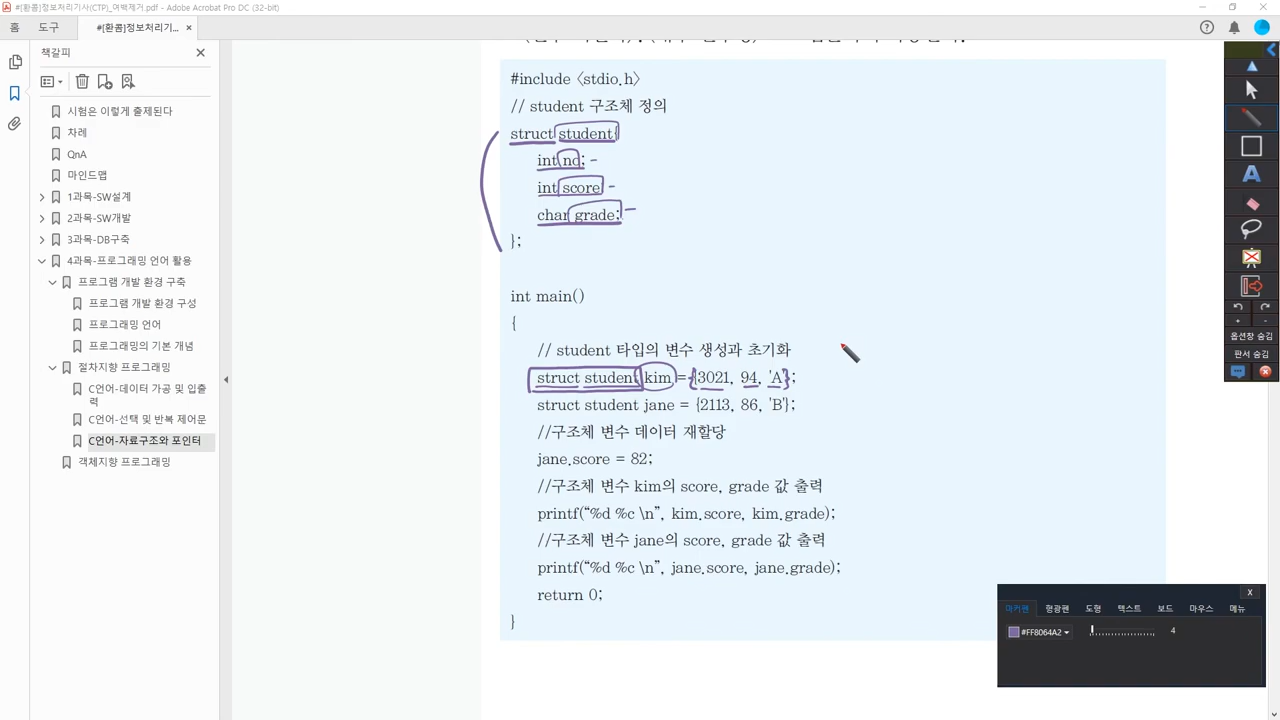 #[환콤]정보처리기사(CTP)_여백제거.pdf - Adobe Acrobat Pro DC (32-bit)
홈 도구 #[환콤]정보처리기... ×
책갈피
시험은 이렇게 출제된다
차례
QnA
마인드맵
1과목-SW설계
2과목-SW개발
3과목-DB구축
4과목-프로그래밍 언어 활용
프로그램 개발 환경 구축
프로그램 개발 환경 구성
프로그래밍 언어
프로그래밍의 기본 개념
절차지향 프로그래밍
C언어-데이터 가공 및 입출
력
C언어-선택 및 반복 제어문
C언어-자료구조와 포인터
객체지향 프로그래밍
#include <stdio.h>
// student 구조체 정의
struct student{
int no;
int score
char grade;
};
int main()
{
// student 타입의 변수 생성과 초기화
struct student kim = {3021, 94, 'A'};
struct student jane = {2113, 86, 'B'};
//구조체 변수 데이터 재할당
jane.score = 82;
//구조체 변수 kim의 score, grade 값 출력
printf(“%d %c \n”, kim.score, kim.grade);
//구조체 변수 jane의 score, grade 값 출력
printf(“%d %c \n”, jane.score, jane.grade);
return 0;
}
옵션창 숨김
판서 숨김
마카펜 형광펜 도형 텍스트 보드 마우스 메뉴
#FF8064A2 4